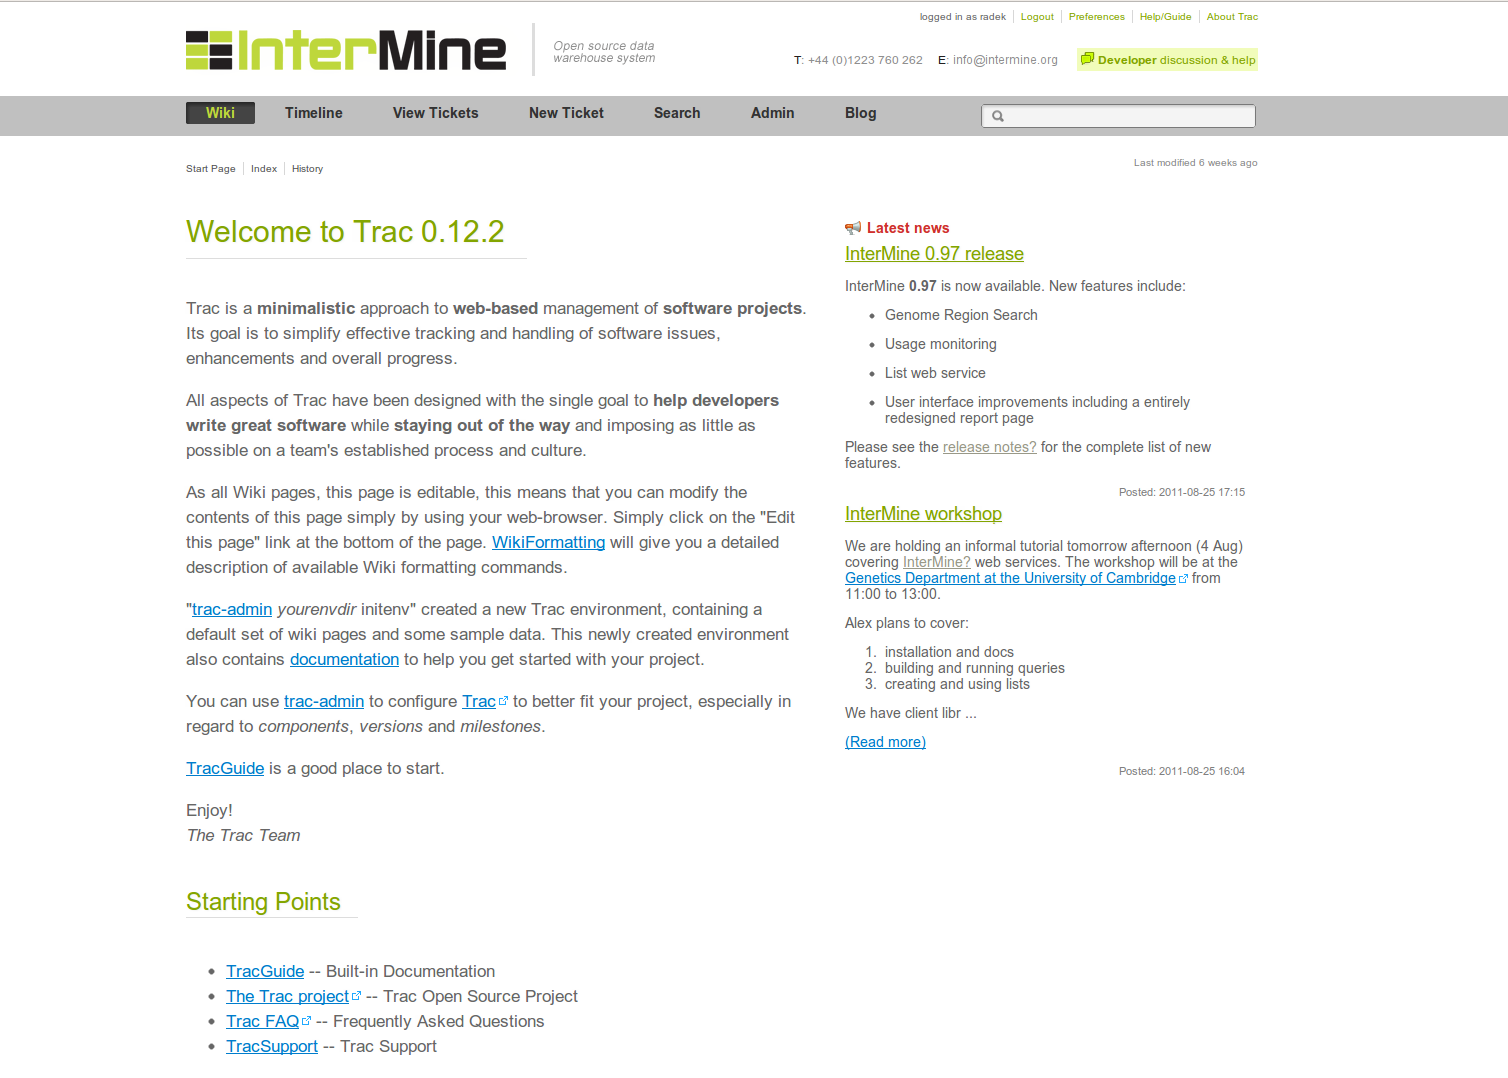 logged in as radek Logout Preferences Help/Guide About Trac
InterMine
Open source data
warehouse system
T: +44 (0)1223 760 262 E: info@intermine.org Developer discussion & help
Wiki Timeline View Tickets New Ticket Search Admin Blog
Start Page Index History
Last modified 6 weeks ago
Welcome to Trac 0.12.2
Trac is a minimalistic approach to web-based management of software projects.
Its goal is to simplify effective tracking and handling of software issues,
enhancements and overall progress.
All aspects of Trac have been designed with the single goal to help developers
write great software while staying out of the way and imposing as little as
possible on a team's established process and culture.
As all Wiki pages, this page is editable, this means that you can modify the
contents of this page simply by using your web-browser. Simply click on the "Edit
this page" link at the bottom of the page. WikiFormatting will give you a detailed
description of available Wiki formatting commands.
"trac-admin yourenvdir initenv" created a new Trac environment, containing a
default set of wiki pages and some sample data. This newly created environment
also contains documentation to help you get started with your project.
You can use trac-admin to configure Trac to better fit your project, especially in
regard to components, versions and milestones.
TracGuide is a good place to start.
Enjoy!
The Trac Team
Starting Points
TracGuide -- Built-in Documentation
The Trac project -- Trac Open Source Project
Trac FAQ -- Frequently Asked Questions
TracSupport -- Trac Support
Latest news
InterMine 0.97 release
InterMine 0.97 is now available. New features include:
Genome Region Search
Usage monitoring
List web service
User interface improvements including a entirely
redesigned report page
Please see the release notes? for the complete list of new
features.
Posted: 2011-08-25 17:15
InterMine workshop
We are holding an informal tutorial tomorrow afternoon (4 Aug)
covering InterMine? web services. The workshop will be at the
Genetics Department at the University of Cambridge from
11:00 to 13:00.
Alex plans to cover:
1. installation and docs
2. building and running queries
3. creating and using lists
We have client libr ...
(Read more)
Posted: 2011-08-25 16:04